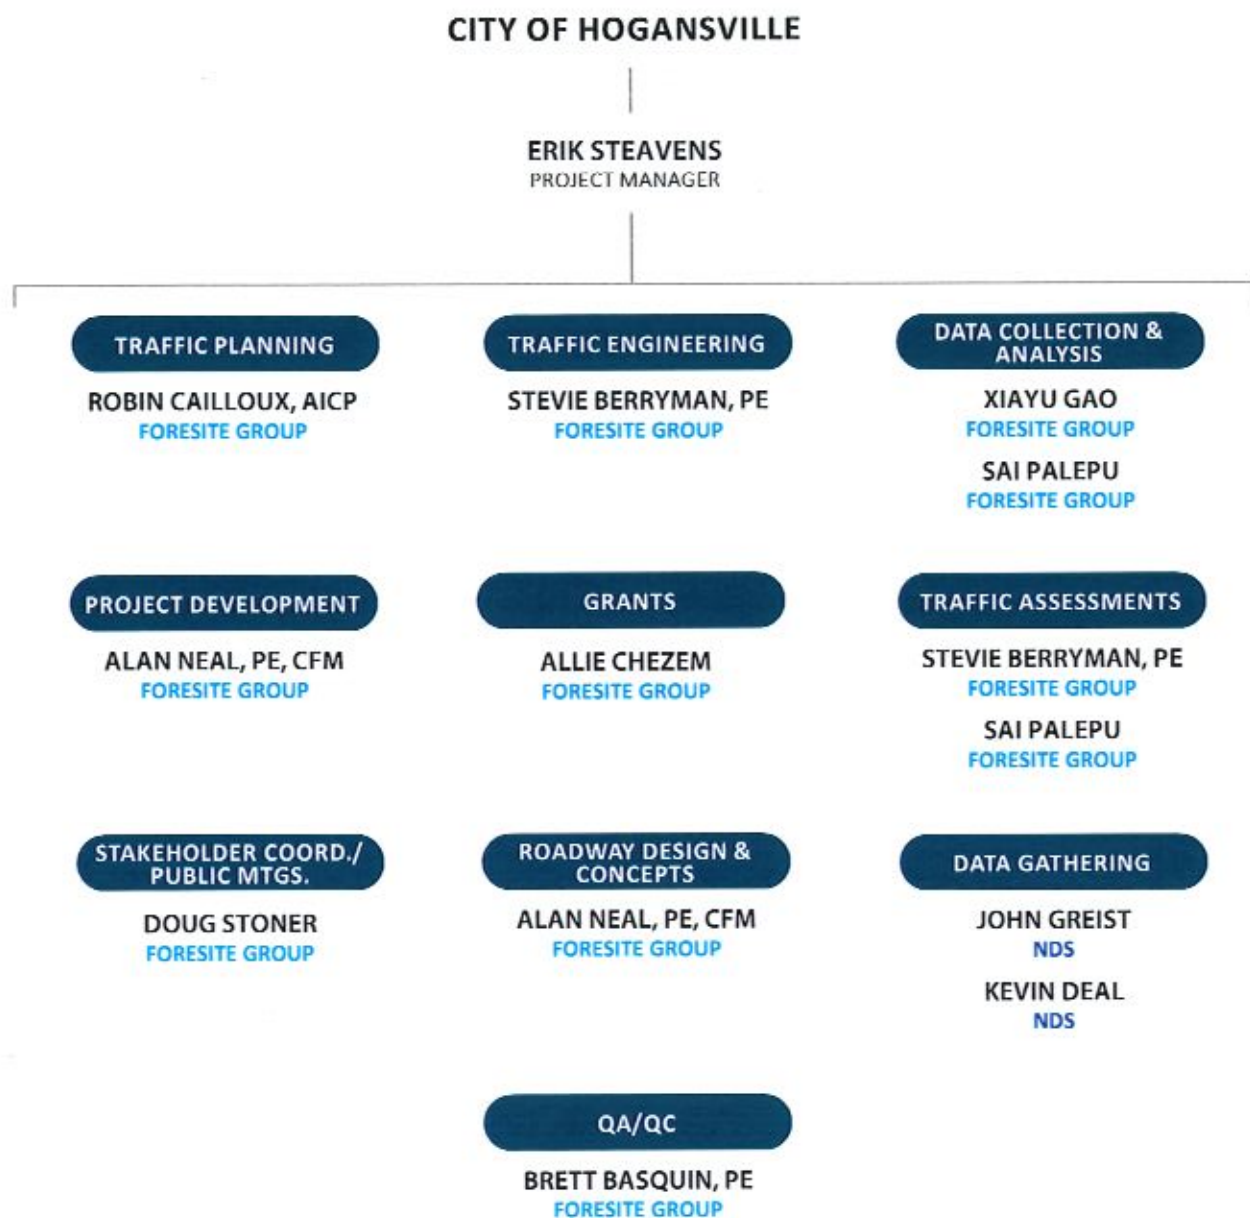 CITY OF HOGANSVILLE
ERIK STEAVENS
PROJECT MANAGER
TRAFFIC PLANNING
ROBIN CAILLOUX, AICP
FORESITE GROUP
TRAFFIC ENGINEERING
STEVIE BERRYMAN, PE
FORESITE GROUP
DATA COLLECTION &
ANALYSIS
XIAYU GAO
FORESITE GROUP
SAI PALEPU
FORESITE GROUP
PROJECT DEVELOPMENT
ALAN NEAL, PE, CFM
FORESITE GROUP
GRANTS
ALLIE CHEZEM
FORESITE GROUP
TRAFFIC ASSESSMENTS
STEVIE BERRYMAN, PE
FORESITE GROUP
SAI PALEPU
FORESITE GROUP
STAKEHOLDER COORD./
PUBLIC MTGS.
DOUG STONER
FORESITE GROUP
ROADWAY DESIGN &
CONCEPTS
ALAN NEAL, PE, CFM
FORESITE GROUP
DATA GATHERING
JOHN GREIST
NDS
KEVIN DEAL
NDS
QA/QC
BRETT BASQUIN, PE
FORESITE GROUP